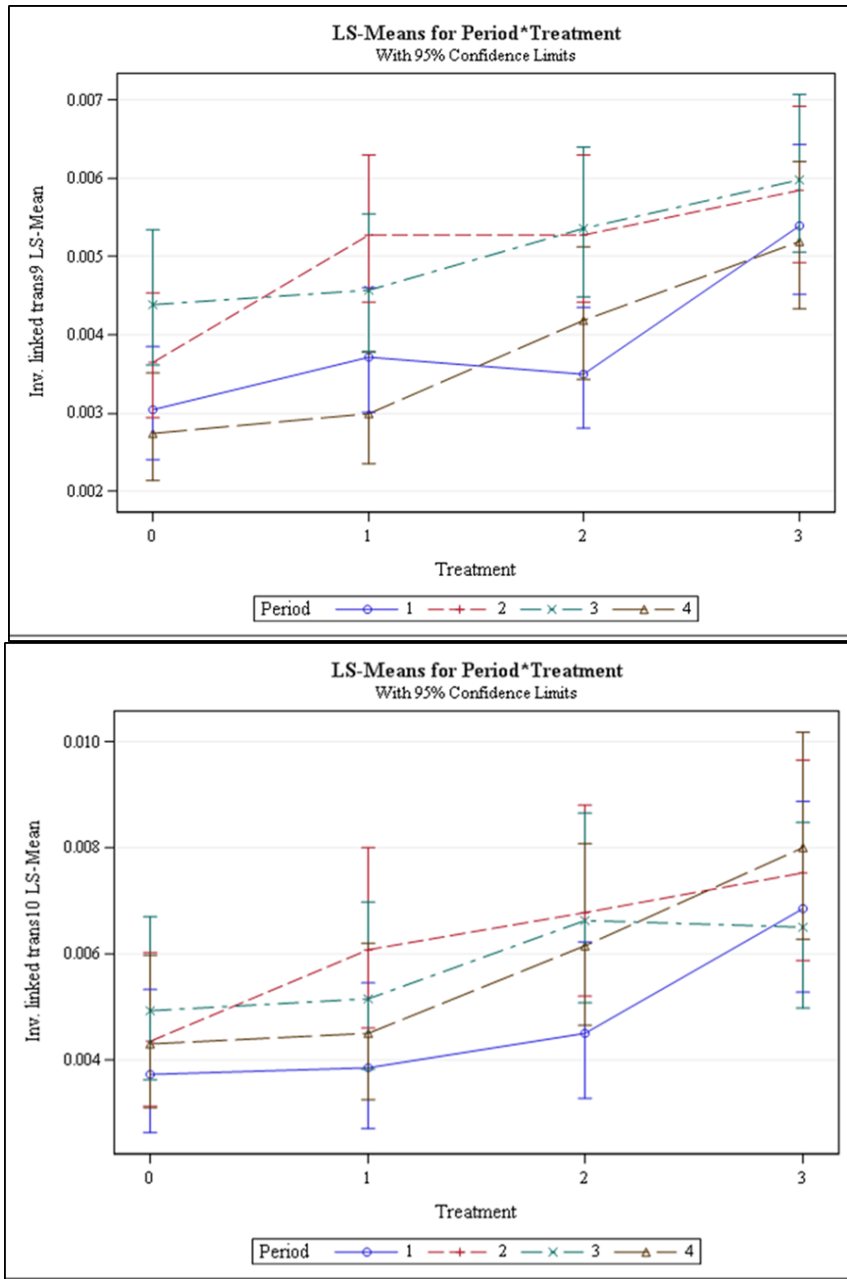 LS-Means for Period*Treatment
With 95% Confidence Limits
Inv. linked trans9 LS-Mean
0.007
0.006
0.005
0.004
0.003
0.002
0 1 2 3
Treatment
Period 1 2 3 4
LS-Means for Period*Treatment
With 95% Confidence Limits
Inv. linked trans10 LS-Mean
0.010
0.008
0.006
0.004
0 1 2 3
Treatment
Period 1 2 3 4